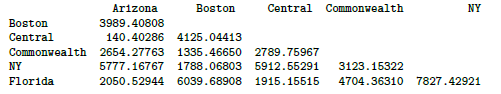 Arizona Boston Central Commonwealth NY
Boston 3989.40808
Central 140.40286 4125.04413
Commonwealth 2654.27763 1335.46650 2789.75967
NY 5777.16767 1788.06803 5912.55291 3123.15322
Florida 2050.52944 6039.68908 1915.15515 4704.36310 7827.42921